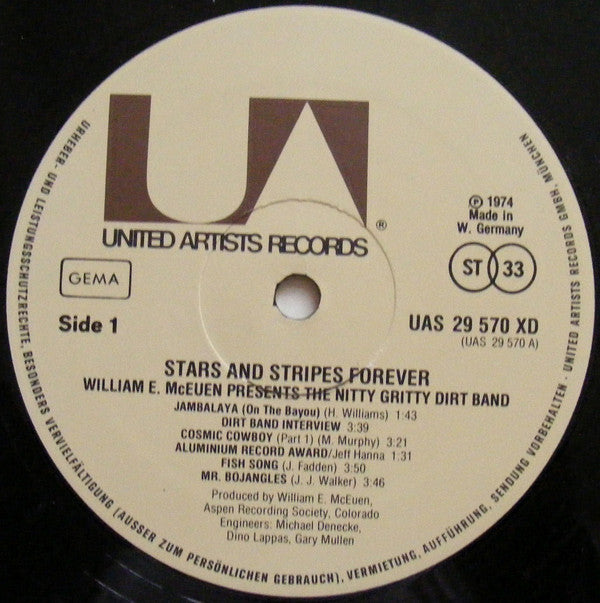 UA
®
UNITED ARTISTS RECORDS
℗ 1974
Made in
W. Germany
GEMA
ST 33
Side 1
UAS 29 570 XD
(UAS 29 570 A)
STARS AND STRIPES FOREVER
WILLIAM E. McEUEN PRESENTS THE NITTY GRITTY DIRT BAND
JAMBALAYA (On The Bayou) (H. Williams) 1:43
DIRT BAND INTERVIEW 3:39
COSMIC COWBOY (Part 1) (M. Murphy) 3:21
ALUMINIUM RECORD AWARD/Jeff Hanna 1.31
FISH SONG (J. Fadden) 3:50
MR. BOJANGLES (J. J. Walker) 3:46
Produced by William E. McEuen,
Aspen Recording Society, Colorado
Engineers: Michael Denecke,
Dino Lappas, Gary Mullen
URHEBER- UND LEISTUNGSSCHUTZRECHTE, BESONDERS VERVIELFÄLTIGUNG (AUSSER ZUM PERSÖNLICHEN GEBRAUCH), VERMIETUNG, AUFFÜHRUNG, SENDUNG VORBEHALTEN · UNITED ARTISTS RECORDS GMBH, MÜNCHEN